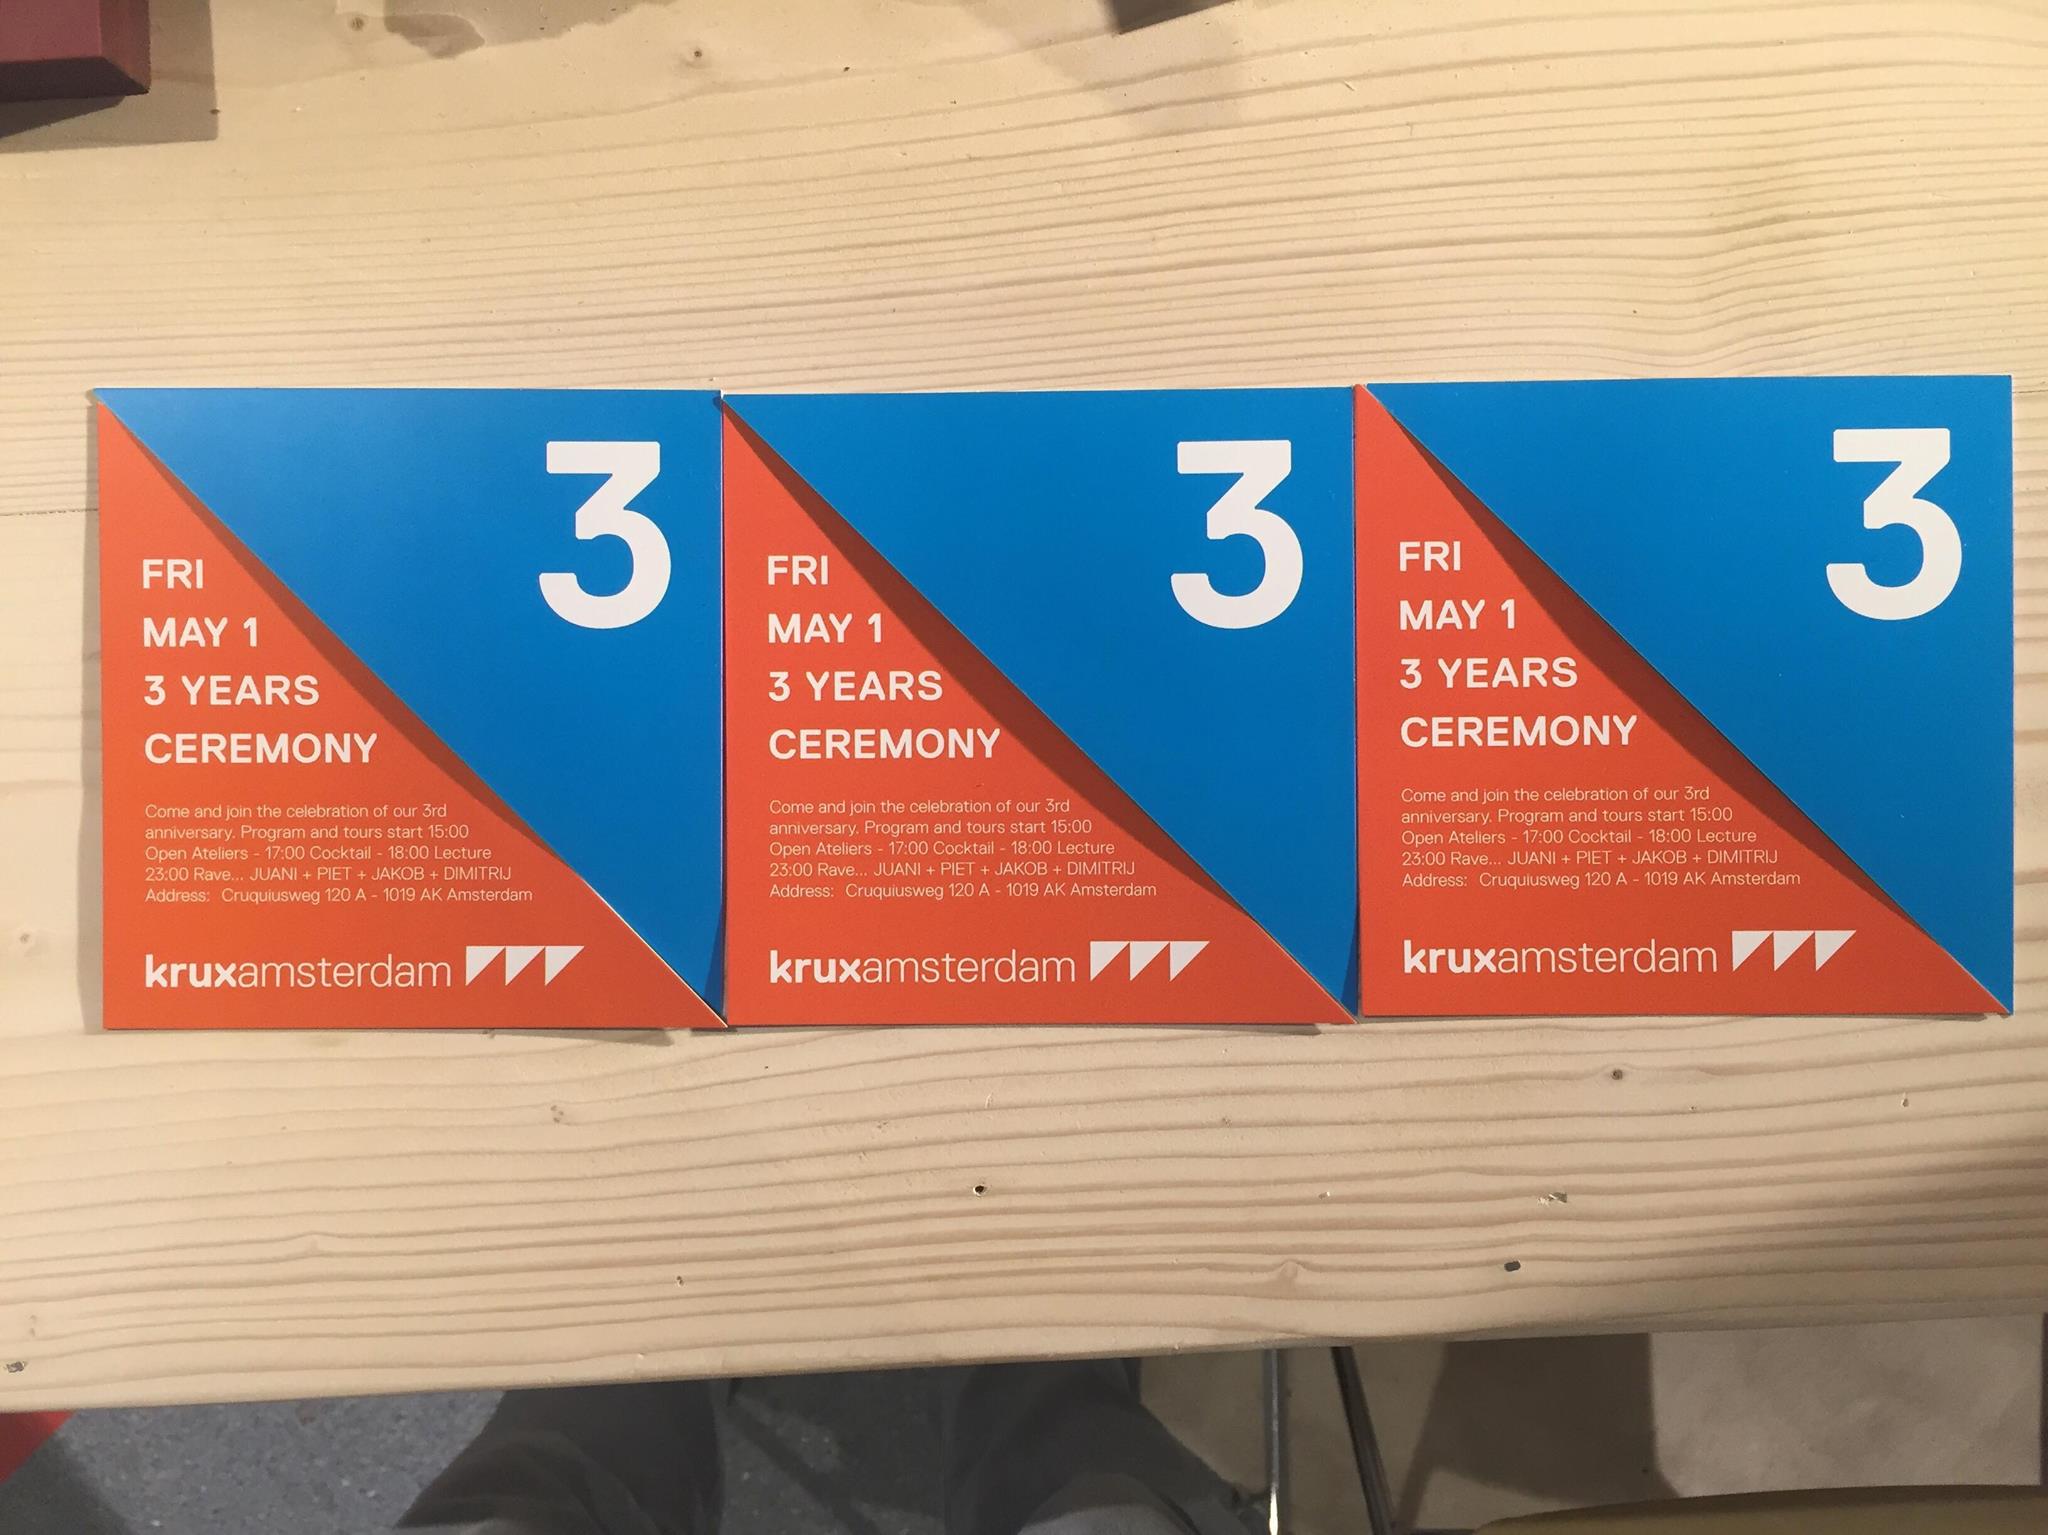 3
FRI
MAY 1
3 YEARS
CEREMONY
Come and join the celebration of our 3rd
anniversary. Program and tours start 15:00
Open Ateliers - 17:00 Cocktail - 18:00 Lecture
23:00 Rave... JUANI + PIET + JAKOB + DIMITRIJ
Address: Cruquiusweg 120 A - 1019 AK Amsterdam
kruxamsterdam
3
FRI
MAY 1
3 YEARS
CEREMONY
Come and join the celebration of our 3rd
anniversary. Program and tours start 15:00
Open Ateliers - 17:00 Cocktail - 18:00 Lecture
23:00 Rave... JUANI + PIET + JAKOB + DIMITRIJ
Address: Cruquiusweg 120 A - 1019 AK Amsterdam
kruxamsterdam
3
FRI
MAY 1
3 YEARS
CEREMONY
Come and join the celebration of our 3rd
anniversary. Program and tours start 15:00
Open Ateliers - 17:00 Cocktail - 18:00 Lecture
23:00 Rave... JUANI + PIET + JAKOB + DIMITRIJ
Address: Cruquiusweg 120 A - 1019 AK Amsterdam
kruxamsterdam